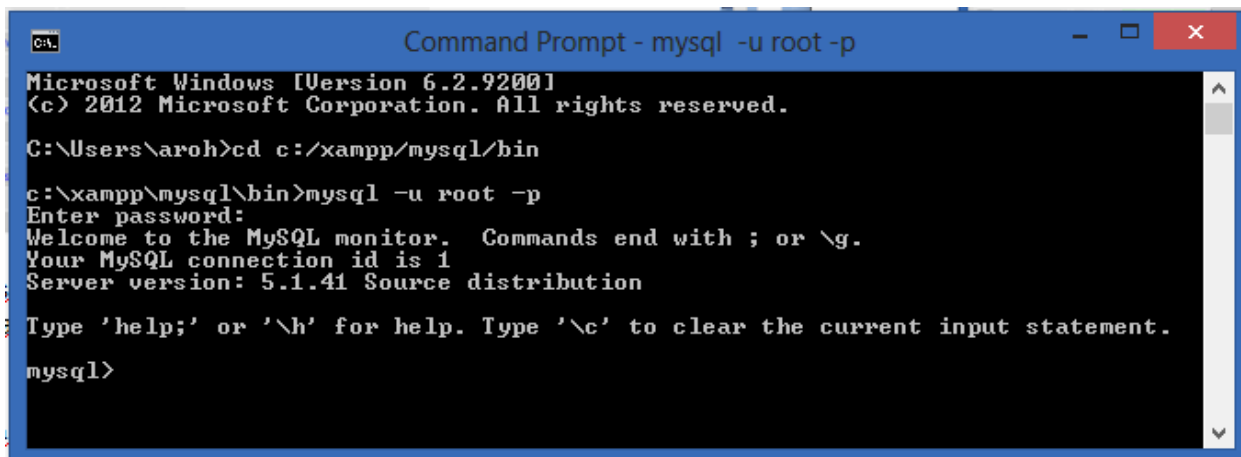 Command Prompt - mysql -u root -p
Microsoft Windows [Version 6.2.9200]
(c) 2012 Microsoft Corporation. All rights reserved.
C:\Users\aroh>cd c:/xampp/mysql/bin
c:\xampp\mysql\bin>mysql -u root -p
Enter password:
Welcome to the MySQL monitor.  Commands end with ; or \g.
Your MySQL connection id is 1
Server version: 5.1.41 Source distribution
Type 'help;' or '\h' for help. Type '\c' to clear the current input statement.
mysql>